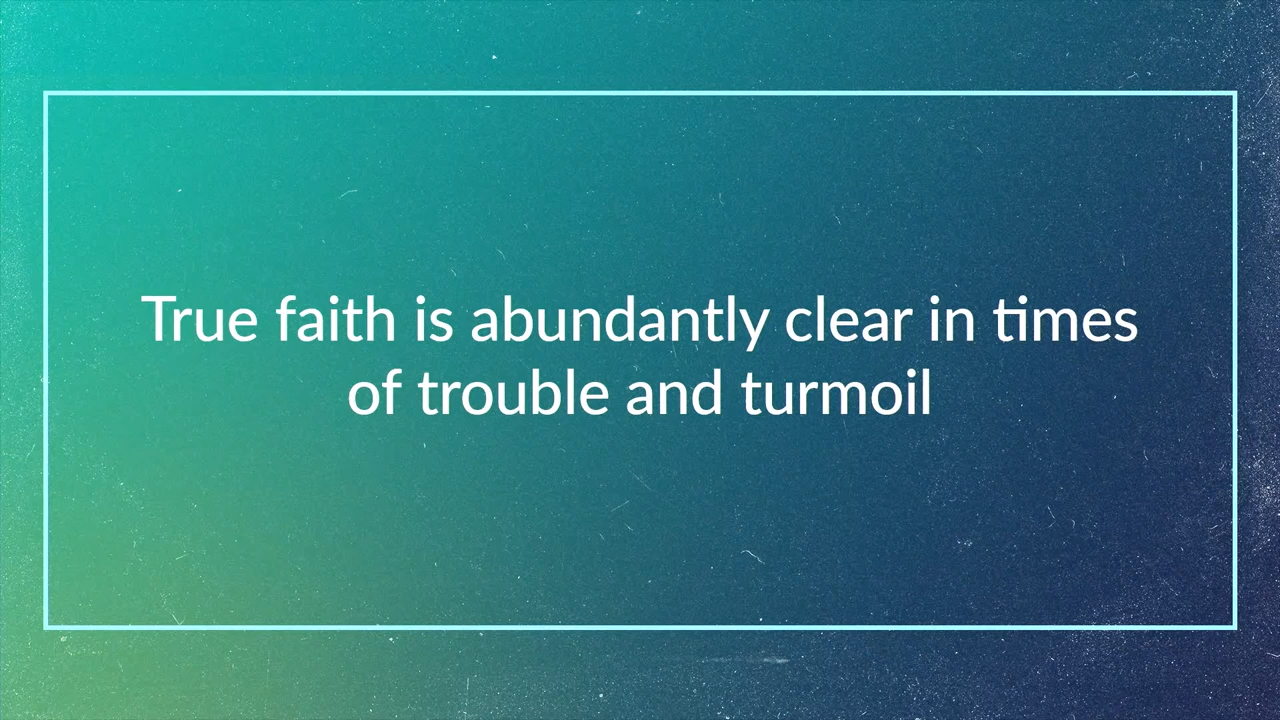 True faith is abundantly clear in times
of trouble and turmoil